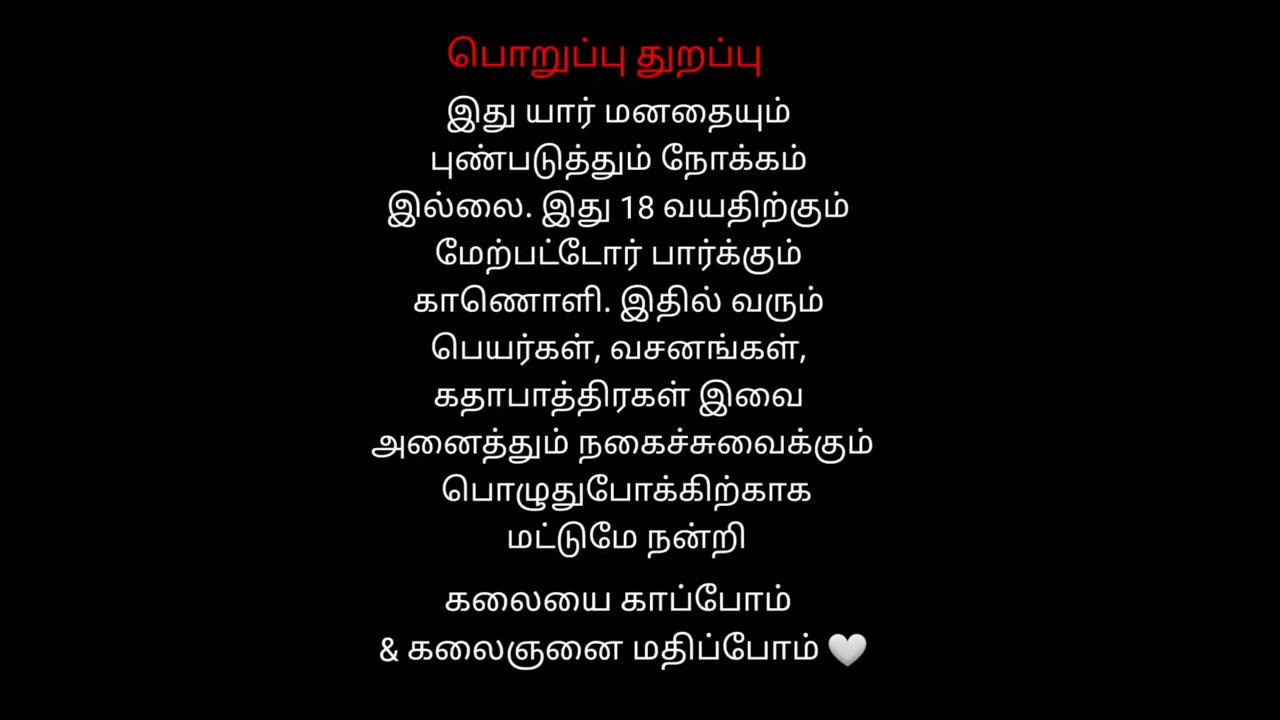 பொறுப்பு துறப்பு
இது யார் மனதையும்
புண்படுத்தும் நோக்கம்
இல்லை. இது 18 வயதிற்கும்
மேற்பட்டோர் பார்க்கும்
காணொளி. இதில் வரும்
பெயர்கள், வசனங்கள்,
கதாபாத்திரகள் இவை
அனைத்தும் நகைச்சுவைக்கும்
பொழுதுபோக்கிற்காக
மட்டுமே நன்றி
கலையை காப்போம்
& கலைஞனை மதிப்போம் 🤍